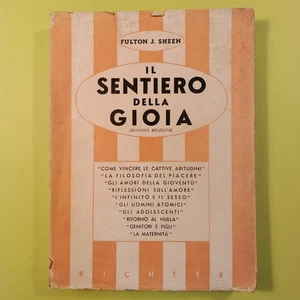 FULTON J. SHEEN
IL
SENTIERO
DELLA
GIOIA
SECONDA EDIZIONE
"COME VINCERE LE CATTIVE ABITUDINI"
"LA FILOSOFIA DEL PIACERE"
"GLI AMORI DELLA GIOVENTÙ"
"RIFLESSIONI SULL'AMORE"
"L'INFINITO E IL SESSO"
"GLI UOMINI ATOMICI"
"GLI ADOLESCENTI"
"RITORNO AL NULLA"
"GENITORI E FIGLI"
"LA MATERNITÀ"
RICHTER